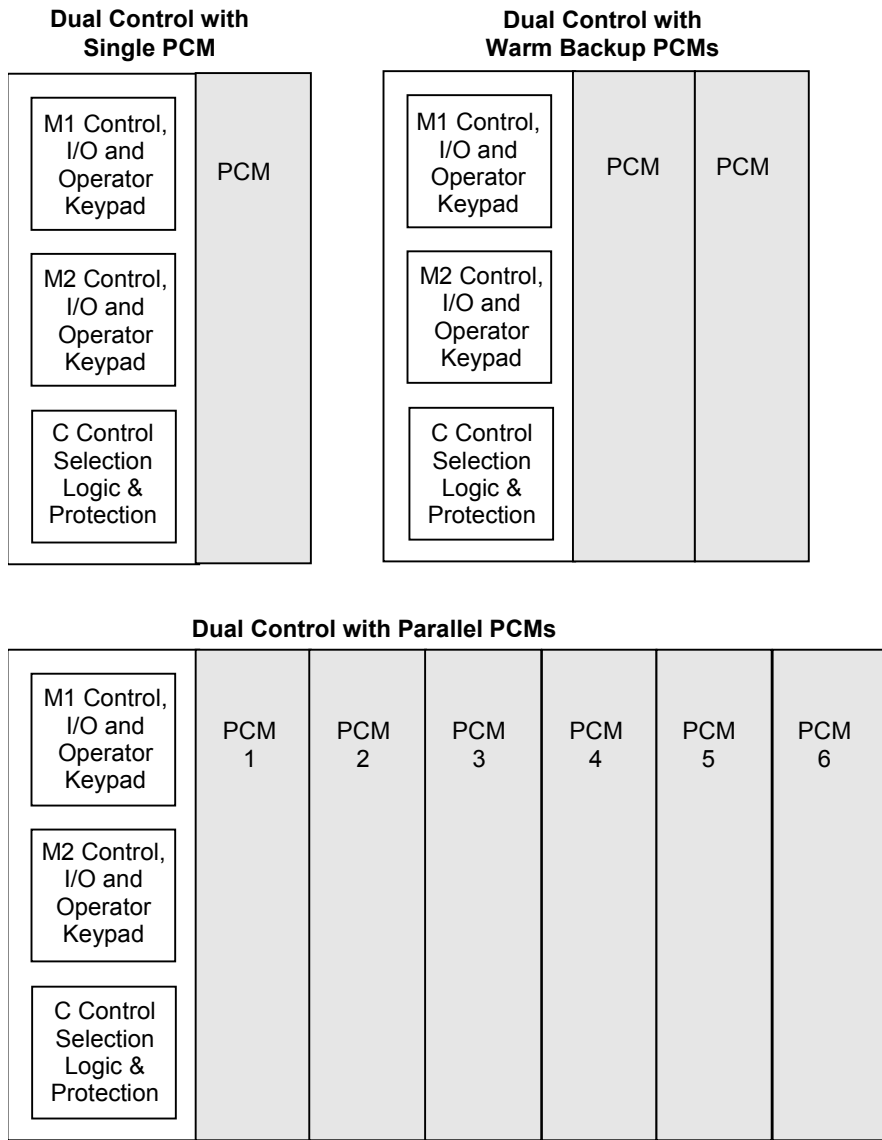 Dual Control with
Single PCM
M1 Control,
I/O and
Operator
Keypad
PCM
M2 Control,
I/O and
Operator
Keypad
C Control
Selection
Logic &
Protection
Dual Control with
Warm Backup PCMs
M1 Control,
I/O and
Operator
Keypad
PCM
PCM
M2 Control,
I/O and
Operator
Keypad
C Control
Selection
Logic &
Protection
Dual Control with Parallel PCMs
M1 Control,
I/O and
Operator
Keypad
M2 Control,
I/O and
Operator
Keypad
C Control
Selection
Logic &
Protection
PCM
1
PCM
2
PCM
3
PCM
4
PCM
5
PCM
6